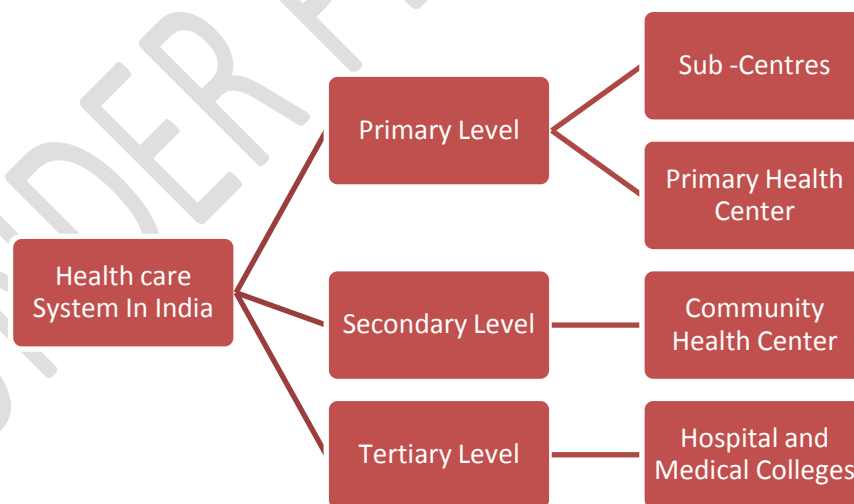 Sub -Centres
Primary Level
Primary Health
Center
Health care
System In India
Secondary Level
Community
Health Center
Tertiary Level
Hospital and
Medical Colleges